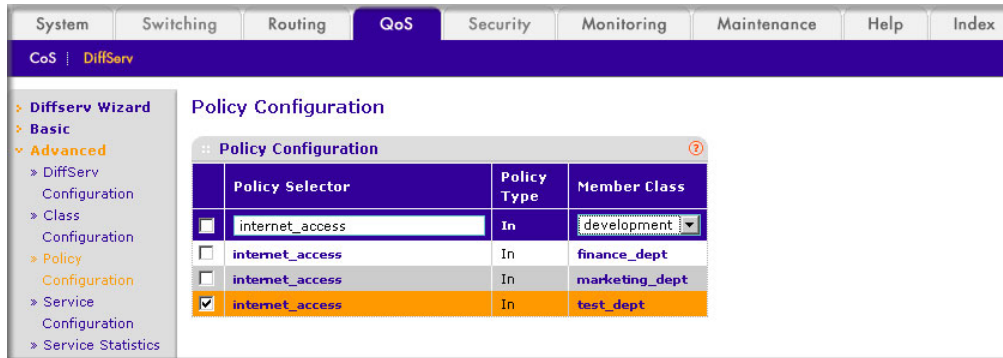 System Switching Routing QoS Security Monitoring Maintenance Help Index
CoS | DiffServ
Diffserv Wizard
Basic
Advanced
» DiffServ
Configuration
» Class
Configuration
» Policy
Configuration
» Service
Configuration
» Service Statistics
Policy Configuration
Policy Configuration ?
Policy Selector Policy Type Member Class
internet_access In development
internet_access In finance_dept
internet_access In marketing_dept
internet_access In test_dept